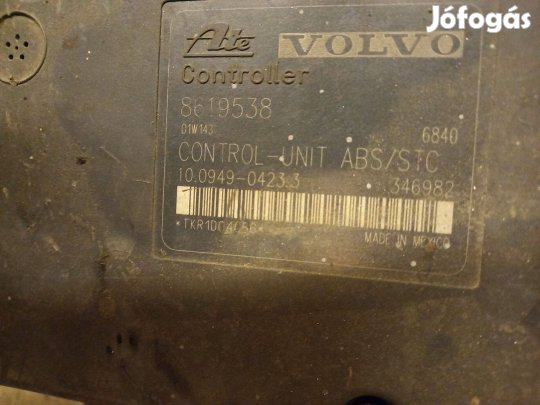 Jófogás
Ate VOLVO
Controller
8619538
01W143 6840
CONTROL-UNIT ABS/STC
10.0949-0423.3 346982
MADE IN MEXICO